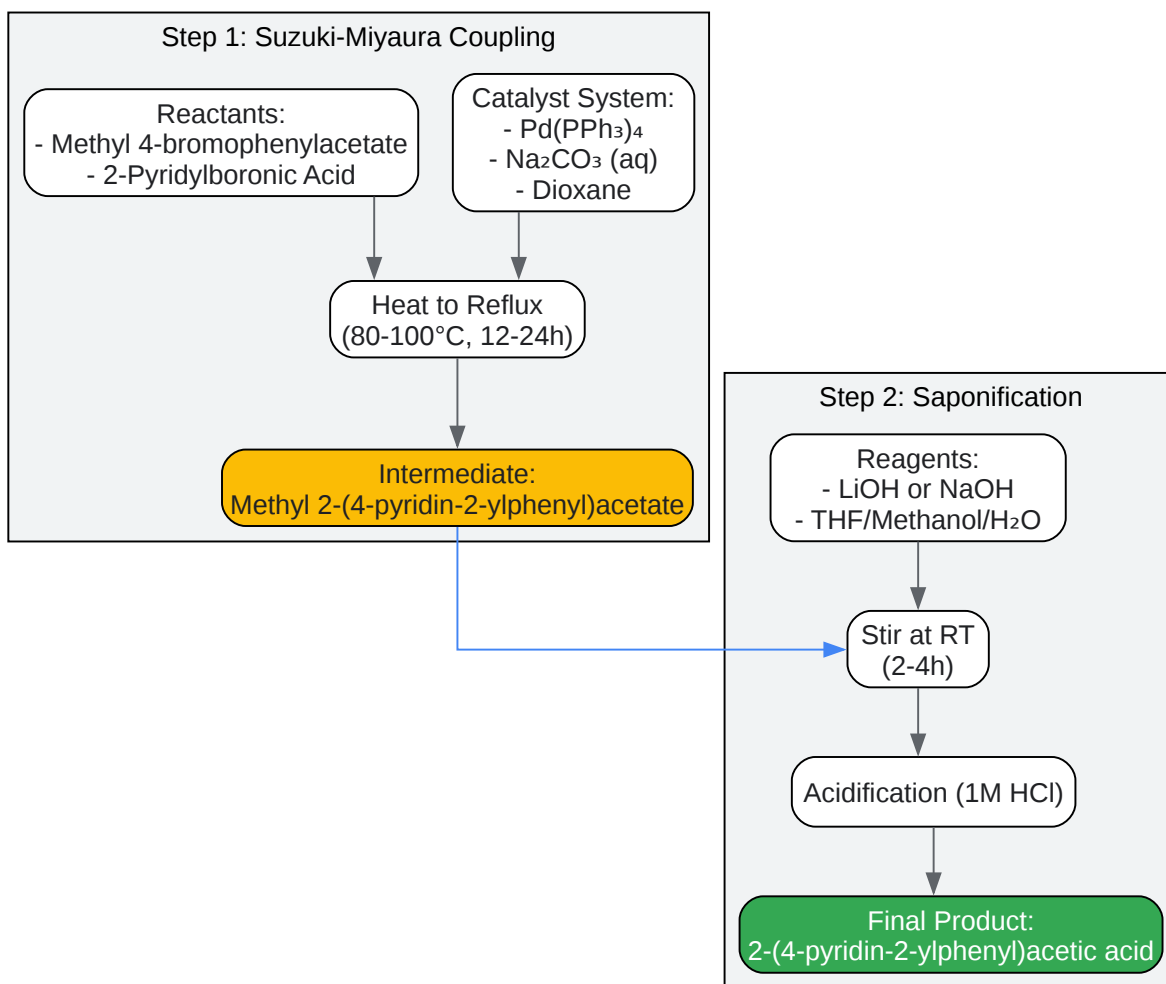 Step 1: Suzuki-Miyaura Coupling
Reactants:
- Methyl 4-bromophenylacetate
- 2-Pyridylboronic Acid
Catalyst System:
- Pd(PPh₃)₄
- Na₂CO₃ (aq)
- Dioxane
Heat to Reflux
(80-100°C, 12-24h)
Intermediate:
Methyl 2-(4-pyridin-2-ylphenyl)acetate
Step 2: Saponification
Reagents:
- LiOH or NaOH
- THF/Methanol/H₂O
Stir at RT
(2-4h)
Acidification (1M HCl)
Final Product:
2-(4-pyridin-2-ylphenyl)acetic acid